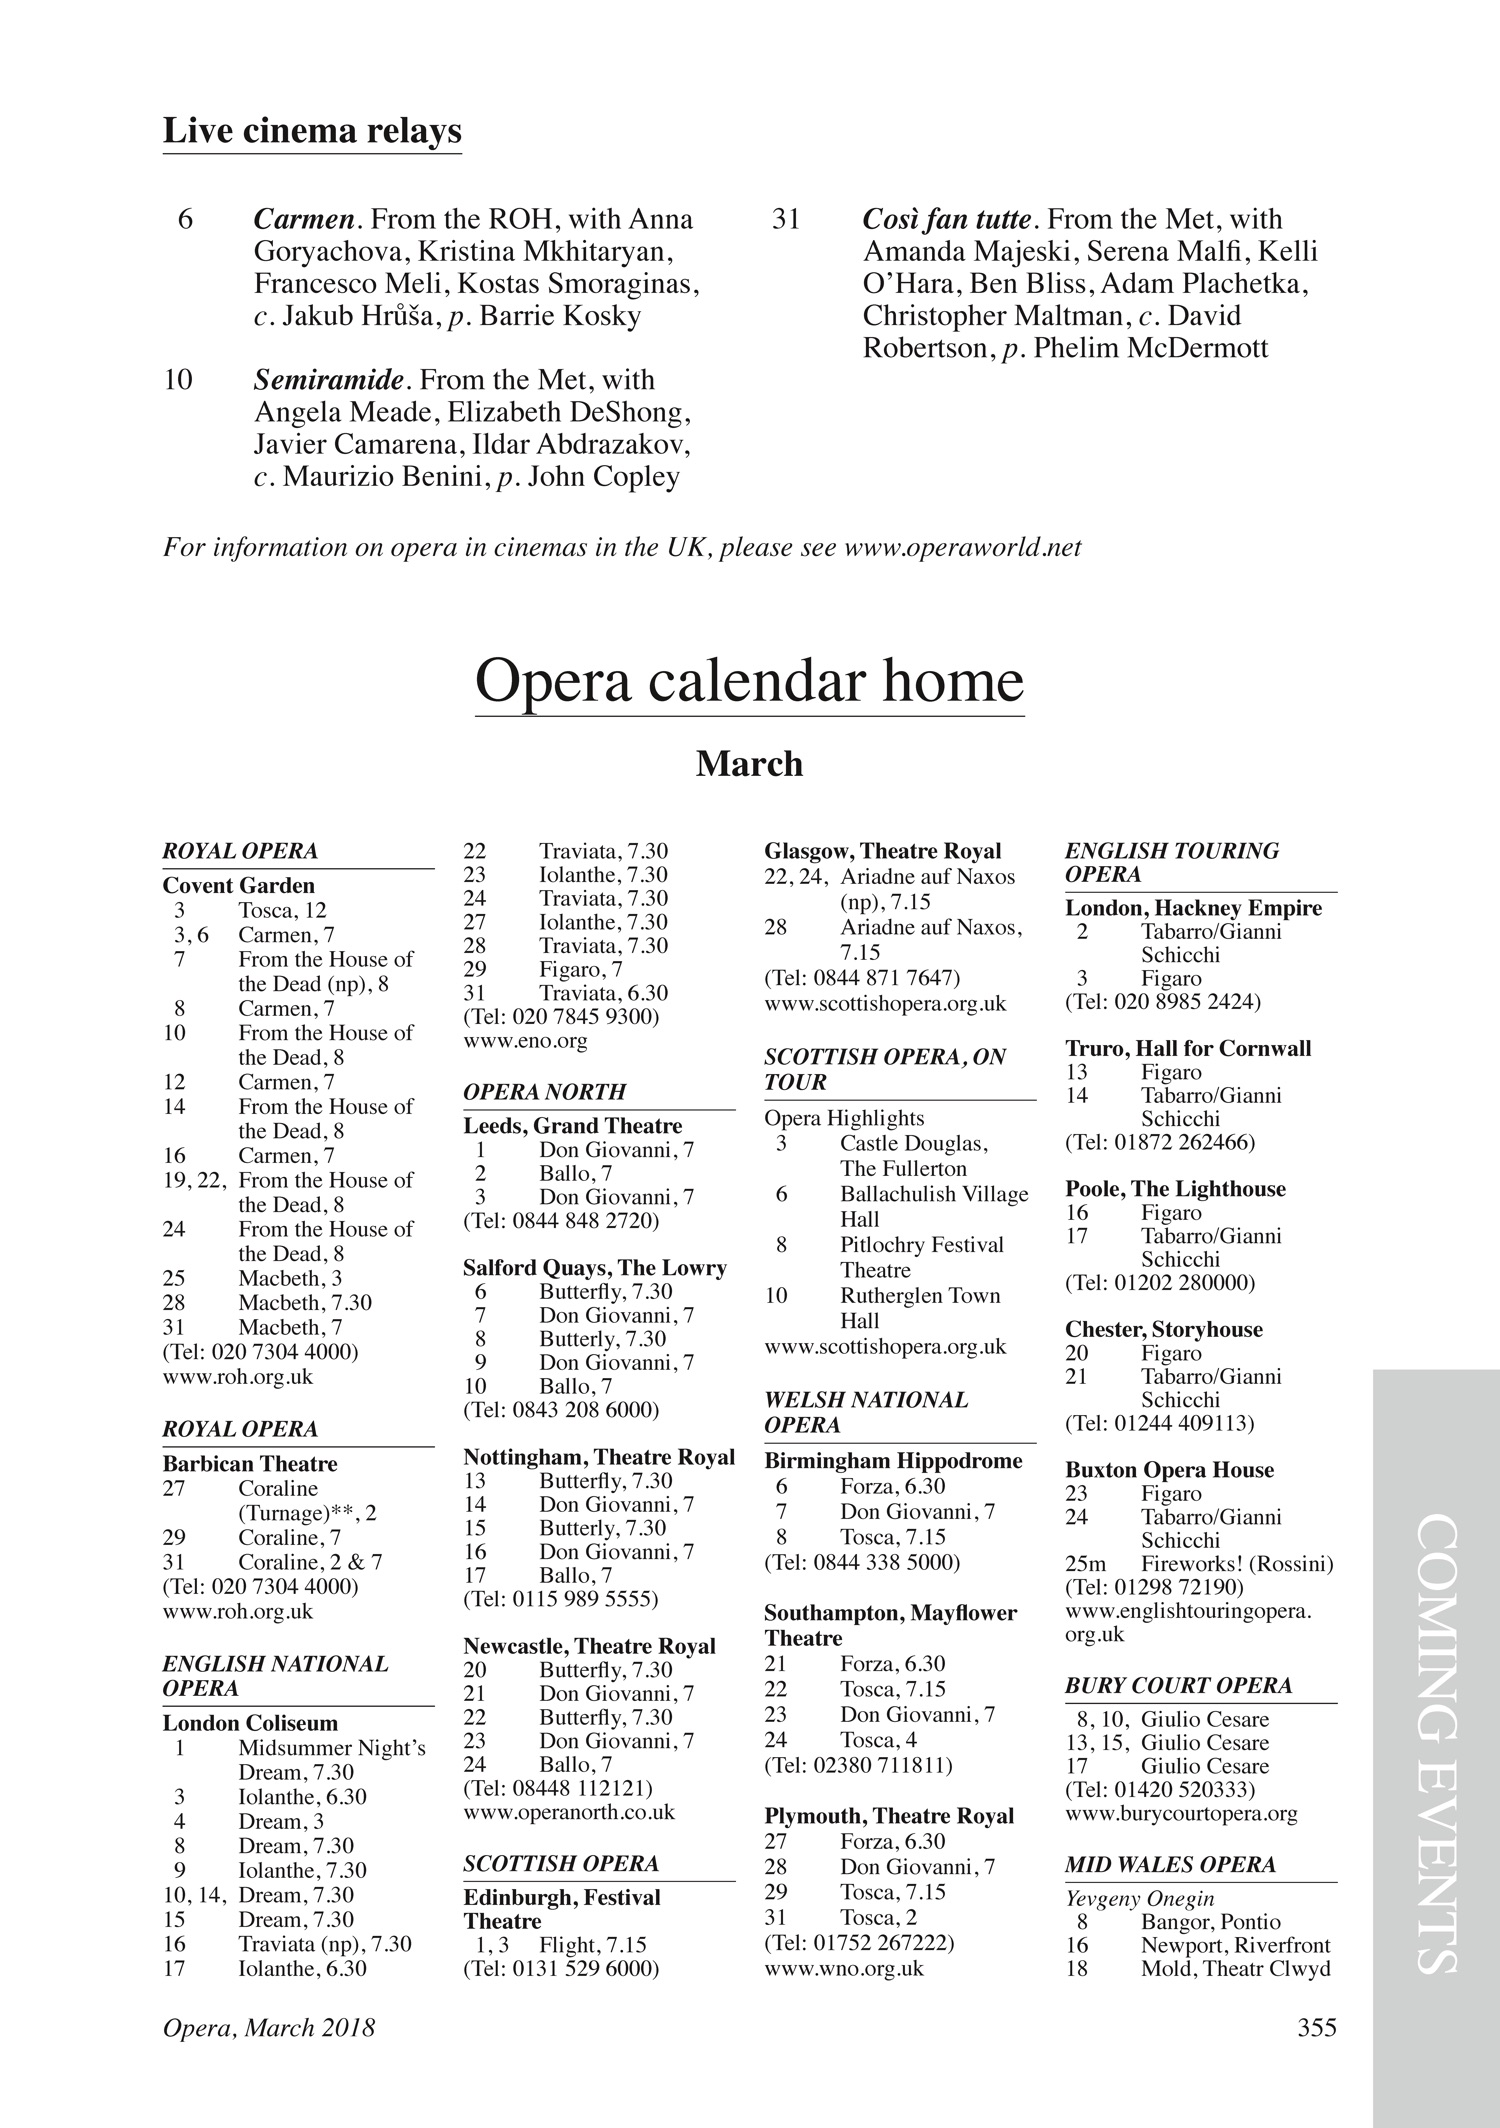 Live cinema relays
6 Carmen. From the ROH, with Anna
Goryachova, Kristina Mkhitaryan,
Francesco Meli, Kostas Smoraginas,
c. Jakub Hrůša, p. Barrie Kosky
10 Semiramide. From the Met, with
Angela Meade, Elizabeth DeShong,
Javier Camarena, Ildar Abdrazakov,
c. Maurizio Benini, p. John Copley
31 Così fan tutte. From the Met, with
Amanda Majeski, Serena Malfi, Kelli
O’Hara, Ben Bliss, Adam Plachetka,
Christopher Maltman, c. David
Robertson, p. Phelim McDermott
For information on opera in cinemas in the UK, please see www.operaworld.net
Opera calendar home
March
ROYAL OPERA
Covent Garden
3 Tosca, 12
3, 6 Carmen, 7
7 From the House of
the Dead (np), 8
8 Carmen, 7
10 From the House of
the Dead, 8
12 Carmen, 7
14 From the House of
the Dead, 8
16 Carmen, 7
19, 22, From the House of
the Dead, 8
24 From the House of
the Dead, 8
25 Macbeth, 3
28 Macbeth, 7.30
31 Macbeth, 7
(Tel: 020 7304 4000)
www.roh.org.uk
ROYAL OPERA
Barbican Theatre
27 Coraline
(Turnage)**, 2
29 Coraline, 7
31 Coraline, 2 & 7
(Tel: 020 7304 4000)
www.roh.org.uk
ENGLISH NATIONAL
OPERA
London Coliseum
1 Midsummer Night’s
Dream, 7.30
3 Iolanthe, 6.30
4 Dream, 3
8 Dream, 7.30
9 Iolanthe, 7.30
10, 14, Dream, 7.30
15 Dream, 7.30
16 Traviata (np), 7.30
17 Iolanthe, 6.30
22 Traviata, 7.30
23 Iolanthe, 7.30
24 Traviata, 7.30
27 Iolanthe, 7.30
28 Traviata, 7.30
29 Figaro, 7
31 Traviata, 6.30
(Tel: 020 7845 9300)
www.eno.org
OPERA NORTH
Leeds, Grand Theatre
1 Don Giovanni, 7
2 Ballo, 7
3 Don Giovanni, 7
(Tel: 0844 848 2720)
Salford Quays, The Lowry
6 Butterfly, 7.30
7 Don Giovanni, 7
8 Butterly, 7.30
9 Don Giovanni, 7
10 Ballo, 7
(Tel: 0843 208 6000)
Nottingham, Theatre Royal
13 Butterfly, 7.30
14 Don Giovanni, 7
15 Butterly, 7.30
16 Don Giovanni, 7
17 Ballo, 7
(Tel: 0115 989 5555)
Newcastle, Theatre Royal
20 Butterfly, 7.30
21 Don Giovanni, 7
22 Butterfly, 7.30
23 Don Giovanni, 7
24 Ballo, 7
(Tel: 08448 112121)
www.operanorth.co.uk
SCOTTISH OPERA
Edinburgh, Festival
Theatre
1, 3 Flight, 7.15
(Tel: 0131 529 6000)
Glasgow, Theatre Royal
22, 24, Ariadne auf Naxos
(np), 7.15
28 Ariadne auf Naxos,
7.15
(Tel: 0844 871 7647)
www.scottishopera.org.uk
SCOTTISH OPERA, ON
TOUR
Opera Highlights
3 Castle Douglas,
The Fullerton
6 Ballachulish Village
Hall
8 Pitlochry Festival
Theatre
10 Rutherglen Town
Hall
www.scottishopera.org.uk
WELSH NATIONAL
OPERA
Birmingham Hippodrome
6 Forza, 6.30
7 Don Giovanni, 7
8 Tosca, 7.15
(Tel: 0844 338 5000)
Southampton, Mayflower
Theatre
21 Forza, 6.30
22 Tosca, 7.15
23 Don Giovanni, 7
24 Tosca, 4
(Tel: 02380 711811)
Plymouth, Theatre Royal
27 Forza, 6.30
28 Don Giovanni, 7
29 Tosca, 7.15
31 Tosca, 2
(Tel: 01752 267222)
www.wno.org.uk
ENGLISH TOURING
OPERA
London, Hackney Empire
2 Tabarro/Gianni
Schicchi
3 Figaro
(Tel: 020 8985 2424)
Truro, Hall for Cornwall
13 Figaro
14 Tabarro/Gianni
Schicchi
(Tel: 01872 262466)
Poole, The Lighthouse
16 Figaro
17 Tabarro/Gianni
Schicchi
(Tel: 01202 280000)
Chester, Storyhouse
20 Figaro
21 Tabarro/Gianni
Schicchi
(Tel: 01244 409113)
Buxton Opera House
23 Figaro
24 Tabarro/Gianni
Schicchi
25m Fireworks! (Rossini)
(Tel: 01298 72190)
www.englishtouringopera.
org.uk
BURY COURT OPERA
8, 10, Giulio Cesare
13, 15, Giulio Cesare
17 Giulio Cesare
(Tel: 01420 520333)
www.burycourtopera.org
MID WALES OPERA
Yevgeny Onegin
8 Bangor, Pontio
16 Newport, Riverfront
18 Mold, Theatr Clwyd
COMING EVENTS
Opera, March 2018
355